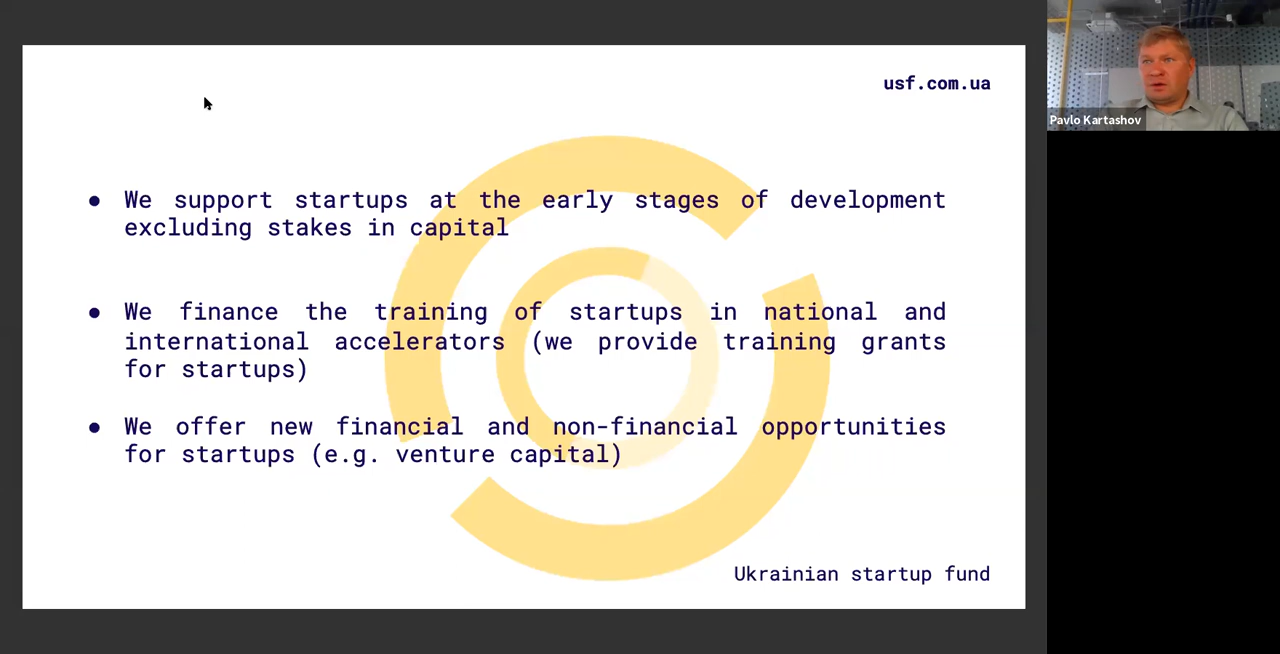 usf.com.ua
● We support startups at the early stages of development
excluding stakes in capital
● We finance the training of startups in national and
international accelerators (we provide training grants
for startups)
● We offer new financial and non-financial opportunities
for startups (e.g. venture capital)
Ukrainian startup fund
Pavlo Kartashov